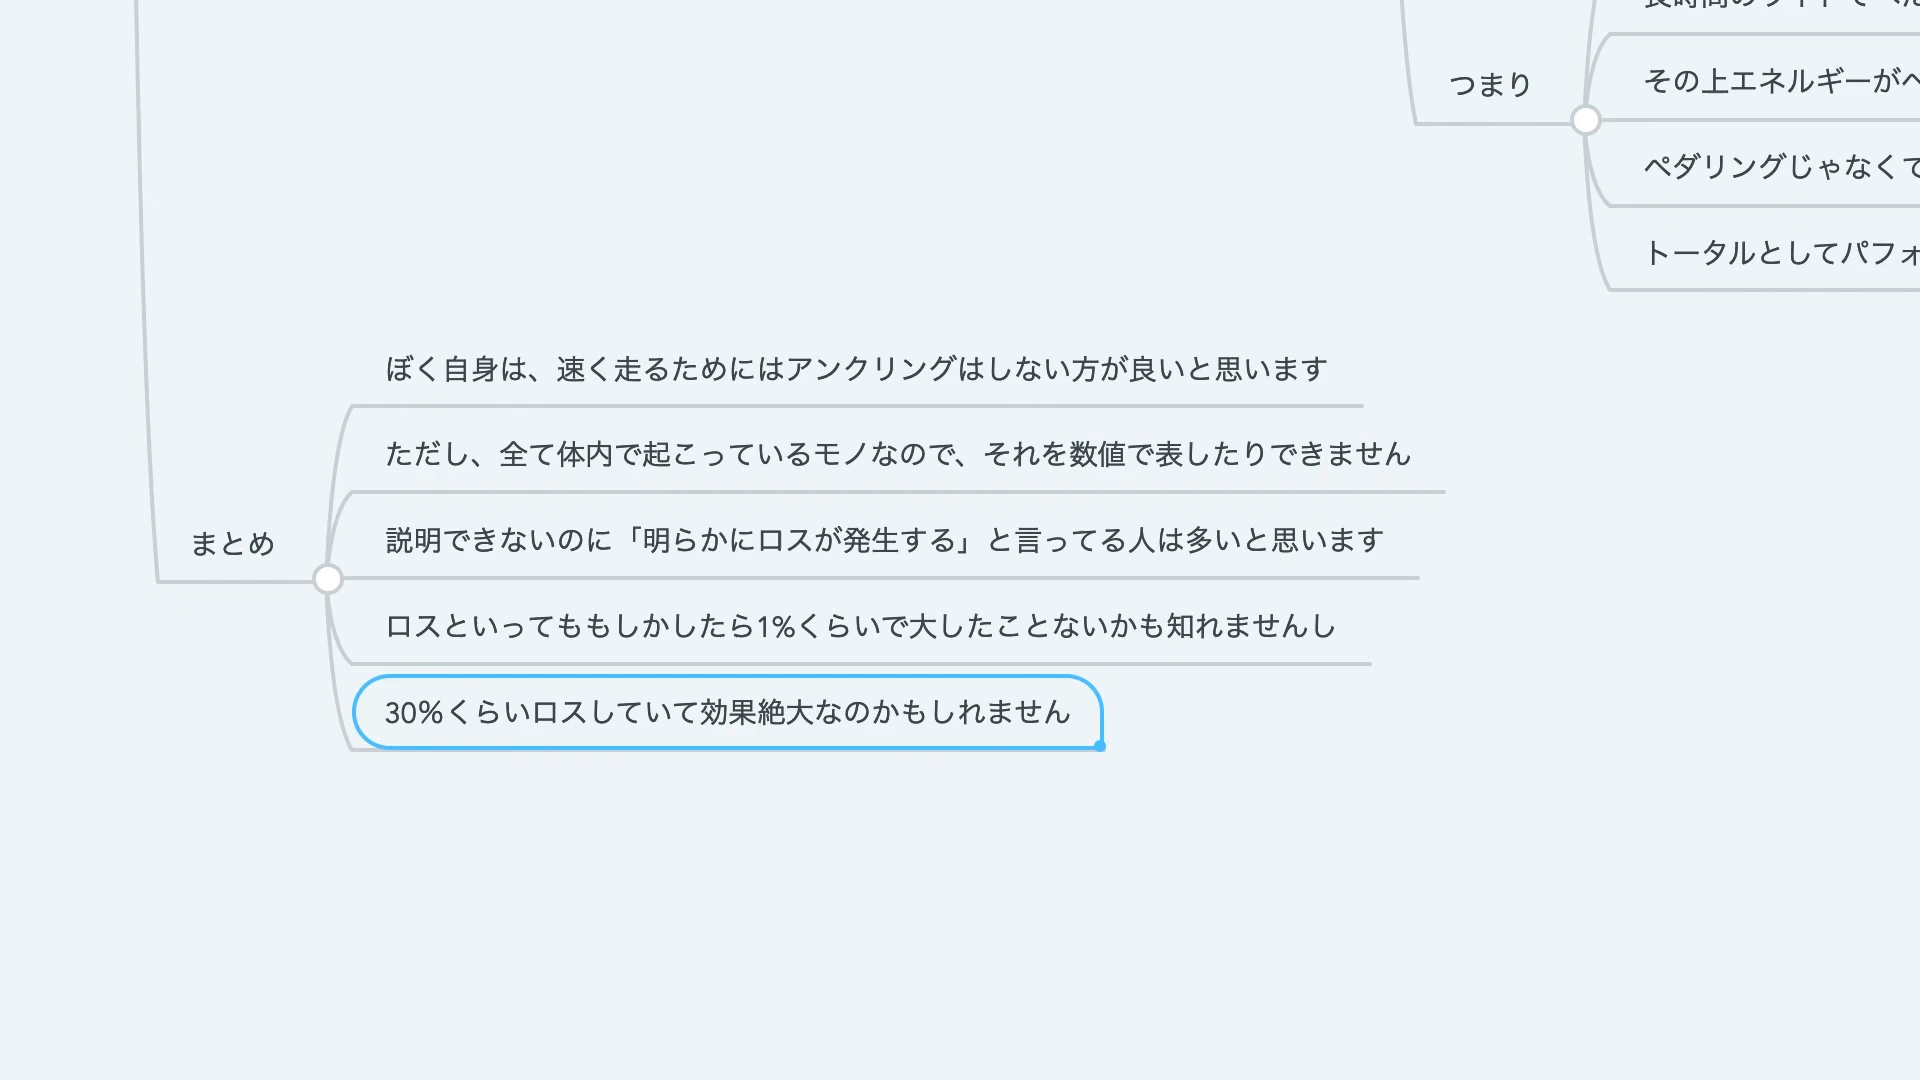 つまり
その上エネルギーがヘ
ペダリングじゃなくて
トータルとしてパフォ
まとめ
ぼく自身は、速く走るためにはアンクリングはしない方が良いと思います
ただし、全て体内で起こっているモノなので、それを数値で表したりできません
説明できないのに「明らかにロスが発生する」と言ってる人は多いと思います
ロスといってももしかしたら1%くらいで大したことないかも知れませんし
30%くらいロスしていて効果絶大なのかもしれません